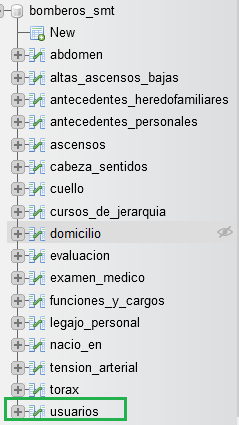 bomberos_smt
New
abdomen
altas_ascensos_bajas
antecedentes_heredofamiliares
antecedentes_personales
ascensos
cabeza_sentidos
cuello
cursos_de_jerarquia
domicilio
evaluacion
examen_medico
funciones_y_cargos
legajo_personal
nacio_en
tension_arterial
torax
usuarios